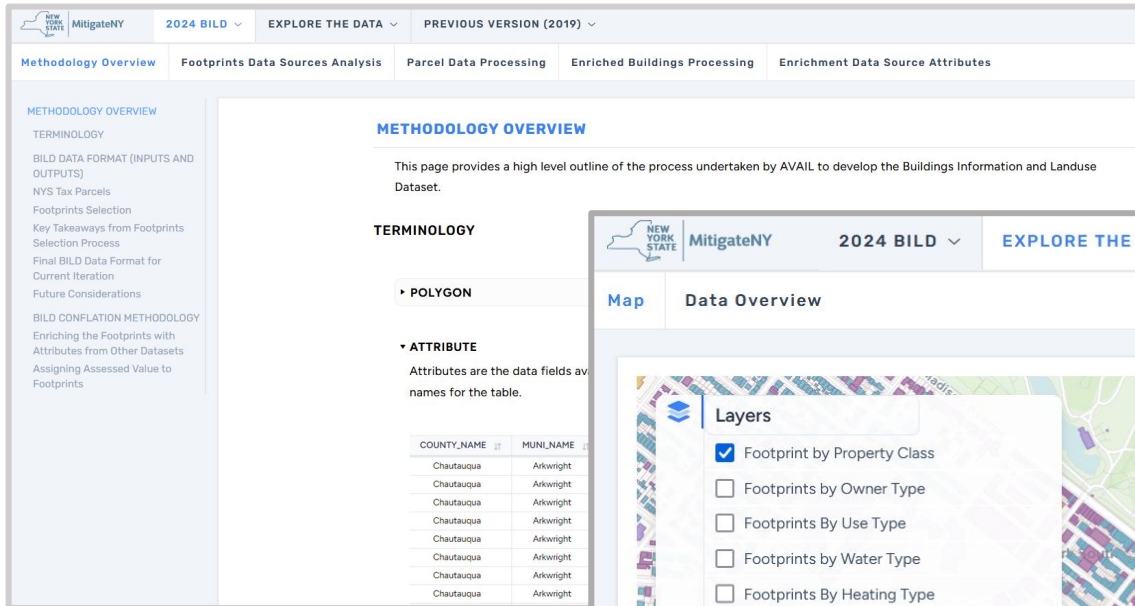 NEW
YORK
STATE
MitigateNY
2024 BILD
EXPLORE THE DATA
PREVIOUS VERSION (2019)
Methodology Overview
Footprints Data Sources Analysis
Parcel Data Processing
Enriched Buildings Processing
Enrichment Data Source Attributes
METHODOLOGY OVERVIEW
TERMINOLOGY
BILD DATA FORMAT (INPUTS AND
OUTPUTS)
NYS Tax Parcels
Footprints Selection
Key Takeaways from Footprints
Selection Process
Final BILD Data Format for
Current Iteration
Future Considerations
BILD CONFLATION METHODOLOGY
Enriching the Footprints with
Attributes from Other Datasets
Assigning Assessed Value to
Footprints
METHODOLOGY OVERVIEW
This page provides a high level outline of the process undertaken by AVAIL to develop the Buildings Information and Landuse
Dataset.
TERMINOLOGY
POLYGON
ATTRIBUTE
Attributes are the data fields
names for the table.
COUNTY_NAME MUNI_NAME
Chautauqua Arkwright
Chautauqua Arkwright
Chautauqua Arkwright
Chautauqua Arkwright
Chautauqua Arkwright
Chautauqua Arkwright
Chautauqua Arkwright
Chautauqua Arkwright
NEW
YORK
STATE
MitigateNY
2024 BILD
EXPLORE THE
Map
Data Overview
Layers
Footprint by Property Class
Footprints by Owner Type
Footprints By Use Type
Footprints by Water Type
Footprints By Heating Type